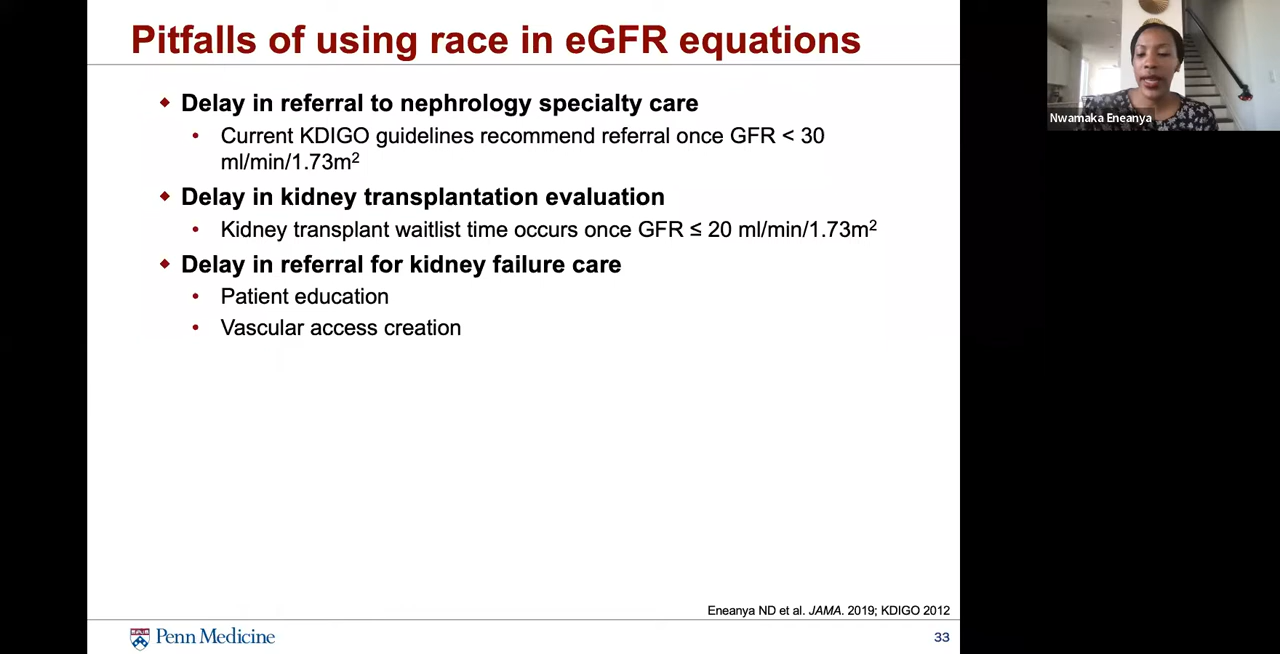 Pitfalls of using race in eGFR equations
Delay in referral to nephrology specialty care
• Current KDIGO guidelines recommend referral once GFR < 30
ml/min/1.73m²
Delay in kidney transplantation evaluation
• Kidney transplant waitlist time occurs once GFR ≤ 20 ml/min/1.73m²
Delay in referral for kidney failure care
• Patient education
• Vascular access creation
Eneanya ND et al. JAMA. 2019; KDIGO 2012
Penn Medicine
33
Nwamaka Eneanya